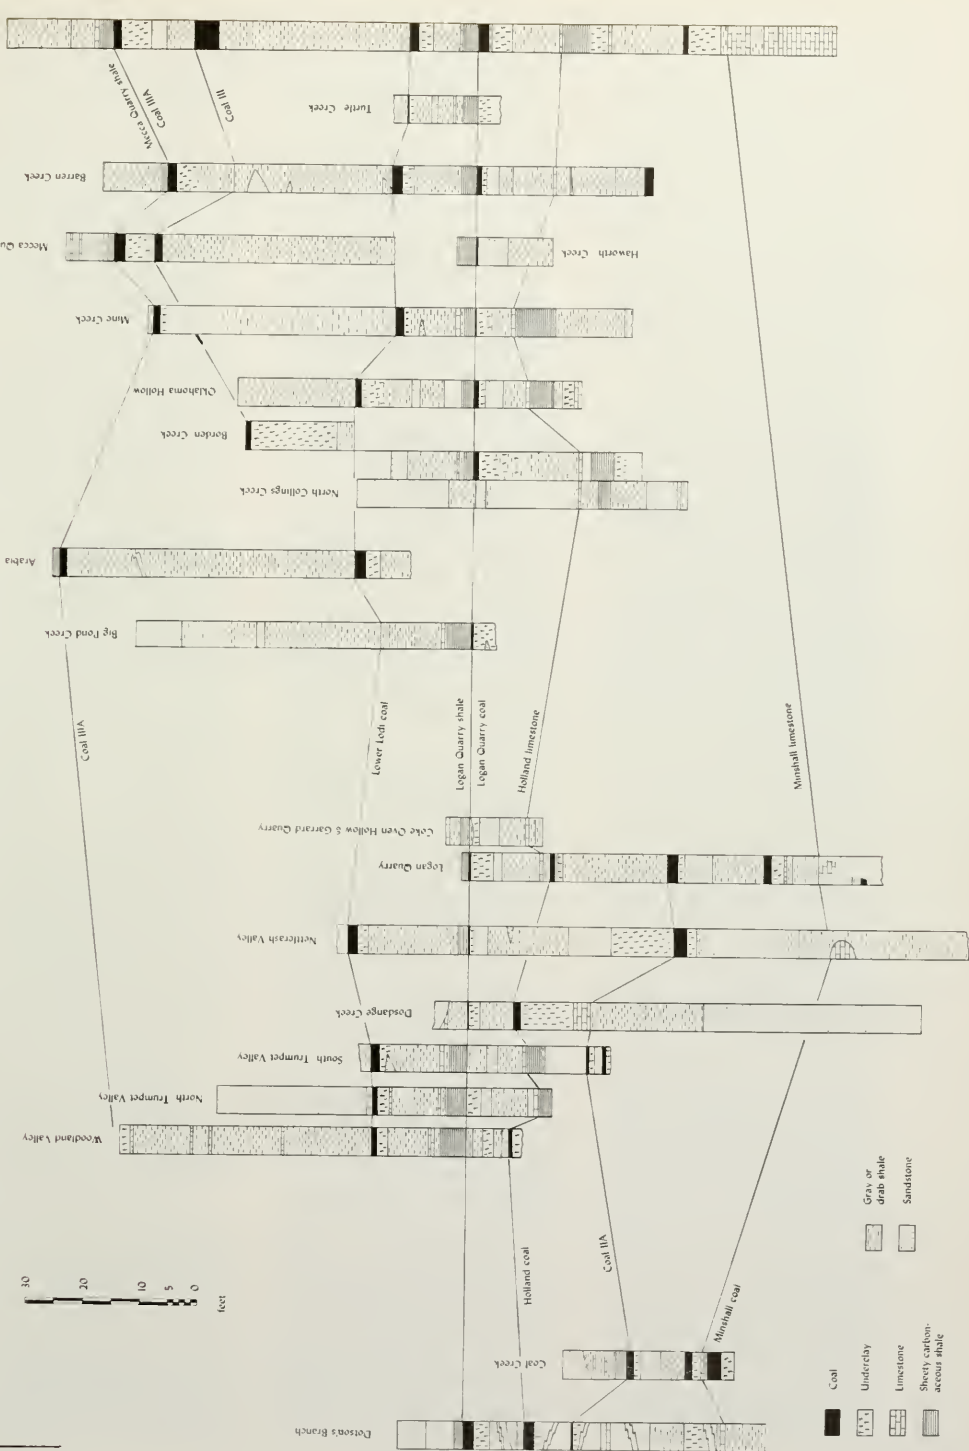 Mecca Quarry shale
Coal IIIA
Coal III
Turtle Creek
Barren Creek
Mecca Qu
Haworth Creek
Mine Creek
Oklahoma Hollow
Borden Creek
North Collings Creek
Arabia
Big Pond Creek
Coal IIIA
Lower Lodi coal
Logan Quarry shale
Logan Quarry coal
Holland limestone
Minshall limestone
Coke Oven Hollow & Garrard Quarry
Logan Quarry
Nettlerash Valley
Dosdange Creek
South Trumpet Valley
North Trumpet Valley
Woodland Valley
Holland coal
Coal IIA
Minshall coal
Coal Creek
Dotson's Branch
30
20
10
5
0
feet
Coal
Underclay
Limestone
Sheety carbon-
aceous shale
Gray or
drab shale
Sandstone